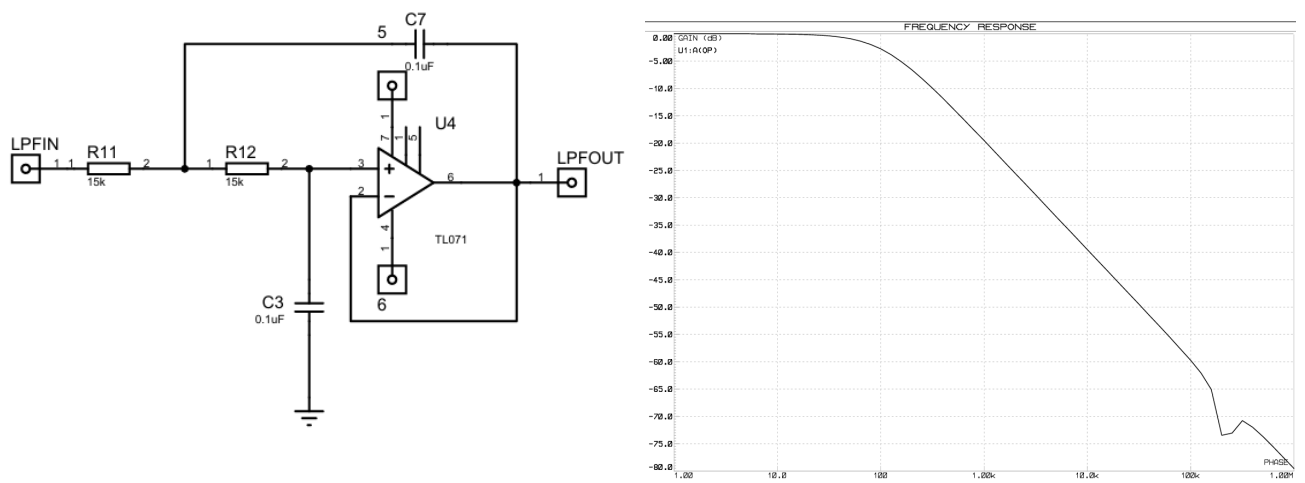 C7
5
0.1uF
1
U4
7
1
5
LPFIN
1 1
R11
15k
2
1
R12
15k
2
3
2
6
1
LPFOUT
4
TL071
1
C3
0.1uF
6
FREQUENCY RESPONSE
GAIN (dB)
U1:A(OP)
0.00
-5.00
-10.0
-15.0
-20.0
-25.0
-30.0
-35.0
-40.0
-45.0
-50.0
-55.0
-60.0
-65.0
-70.0
-75.0
-80.0
PHASE
1.00 10.0 100 1.00k 10.0k 100k 1.00M